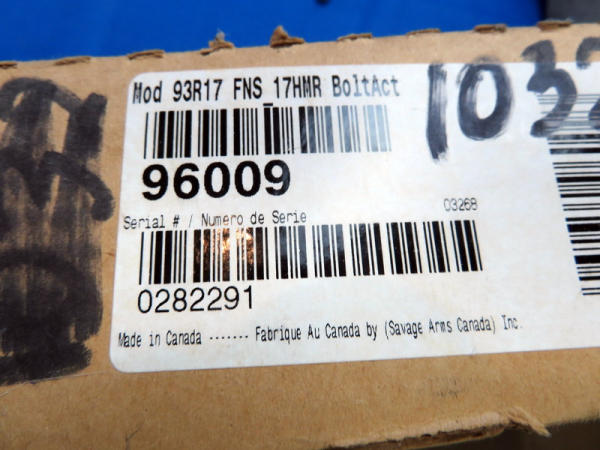 Mod 93R17 FNS 17HMR BoltAct
96009
Serial # / Numero de Serie
03268
0282291
Made in Canada ------- Fabrique Au Canada by (Savage Arms Canada) Inc.